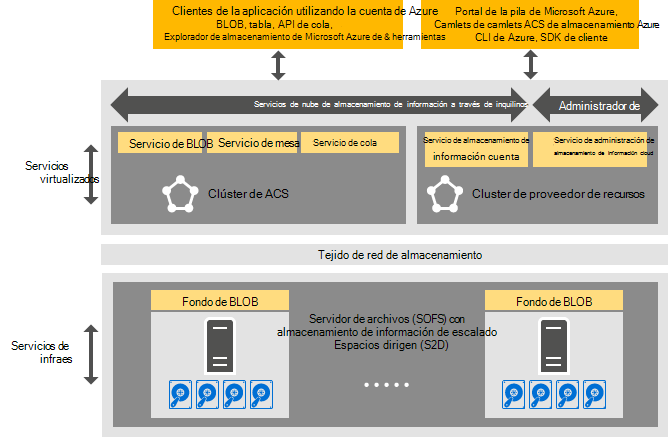 Clientes de la aplicación utilizando la cuenta de Azure
BLOB, tabla, API de cola,
Explorador de almacenamiento de Microsoft Azure de & herramientas
Portal de la pila de Microsoft Azure,
Camlets de camlets ACS de almacenamiento Azure
CLI de Azure, SDK de cliente
Servicios de nube de almacenamiento de información a través de inquilinos
Administrador de
Servicio de BLOB
Servicio de mesa
Servicio de cola
Servicio de almacenamiento de
información cuenta
Servicio de administración de
almacenamiento de información cloud
Servicios
virtualizados
Clúster de ACS
Cluster de proveedor de recursos
Tejido de red de almacenamiento
Fondo de BLOB
Fondo de BLOB
Servidor de archivos (SOFS) con
almacenamiento de información de escalado
Espacios dirigen (S2D)
Servicios de
infraes